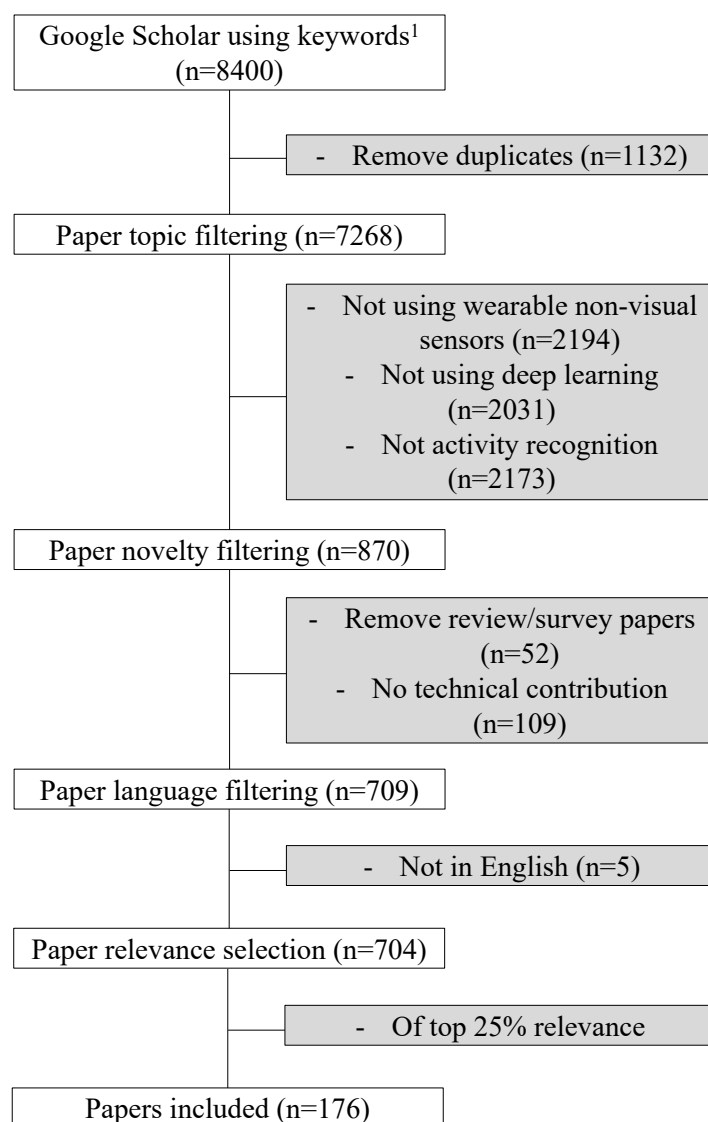 Google Scholar using keywords¹
(n=8400)
- Remove duplicates (n=1132)
Paper topic filtering (n=7268)
- Not using wearable non-visual
sensors (n=2194)
- Not using deep learning
(n=2031)
- Not activity recognition
(n=2173)
Paper novelty filtering (n=870)
- Remove review/survey papers
(n=52)
- No technical contribution
(n=109)
Paper language filtering (n=709)
- Not in English (n=5)
Paper relevance selection (n=704)
- Of top 25% relevance
Papers included (n=176)